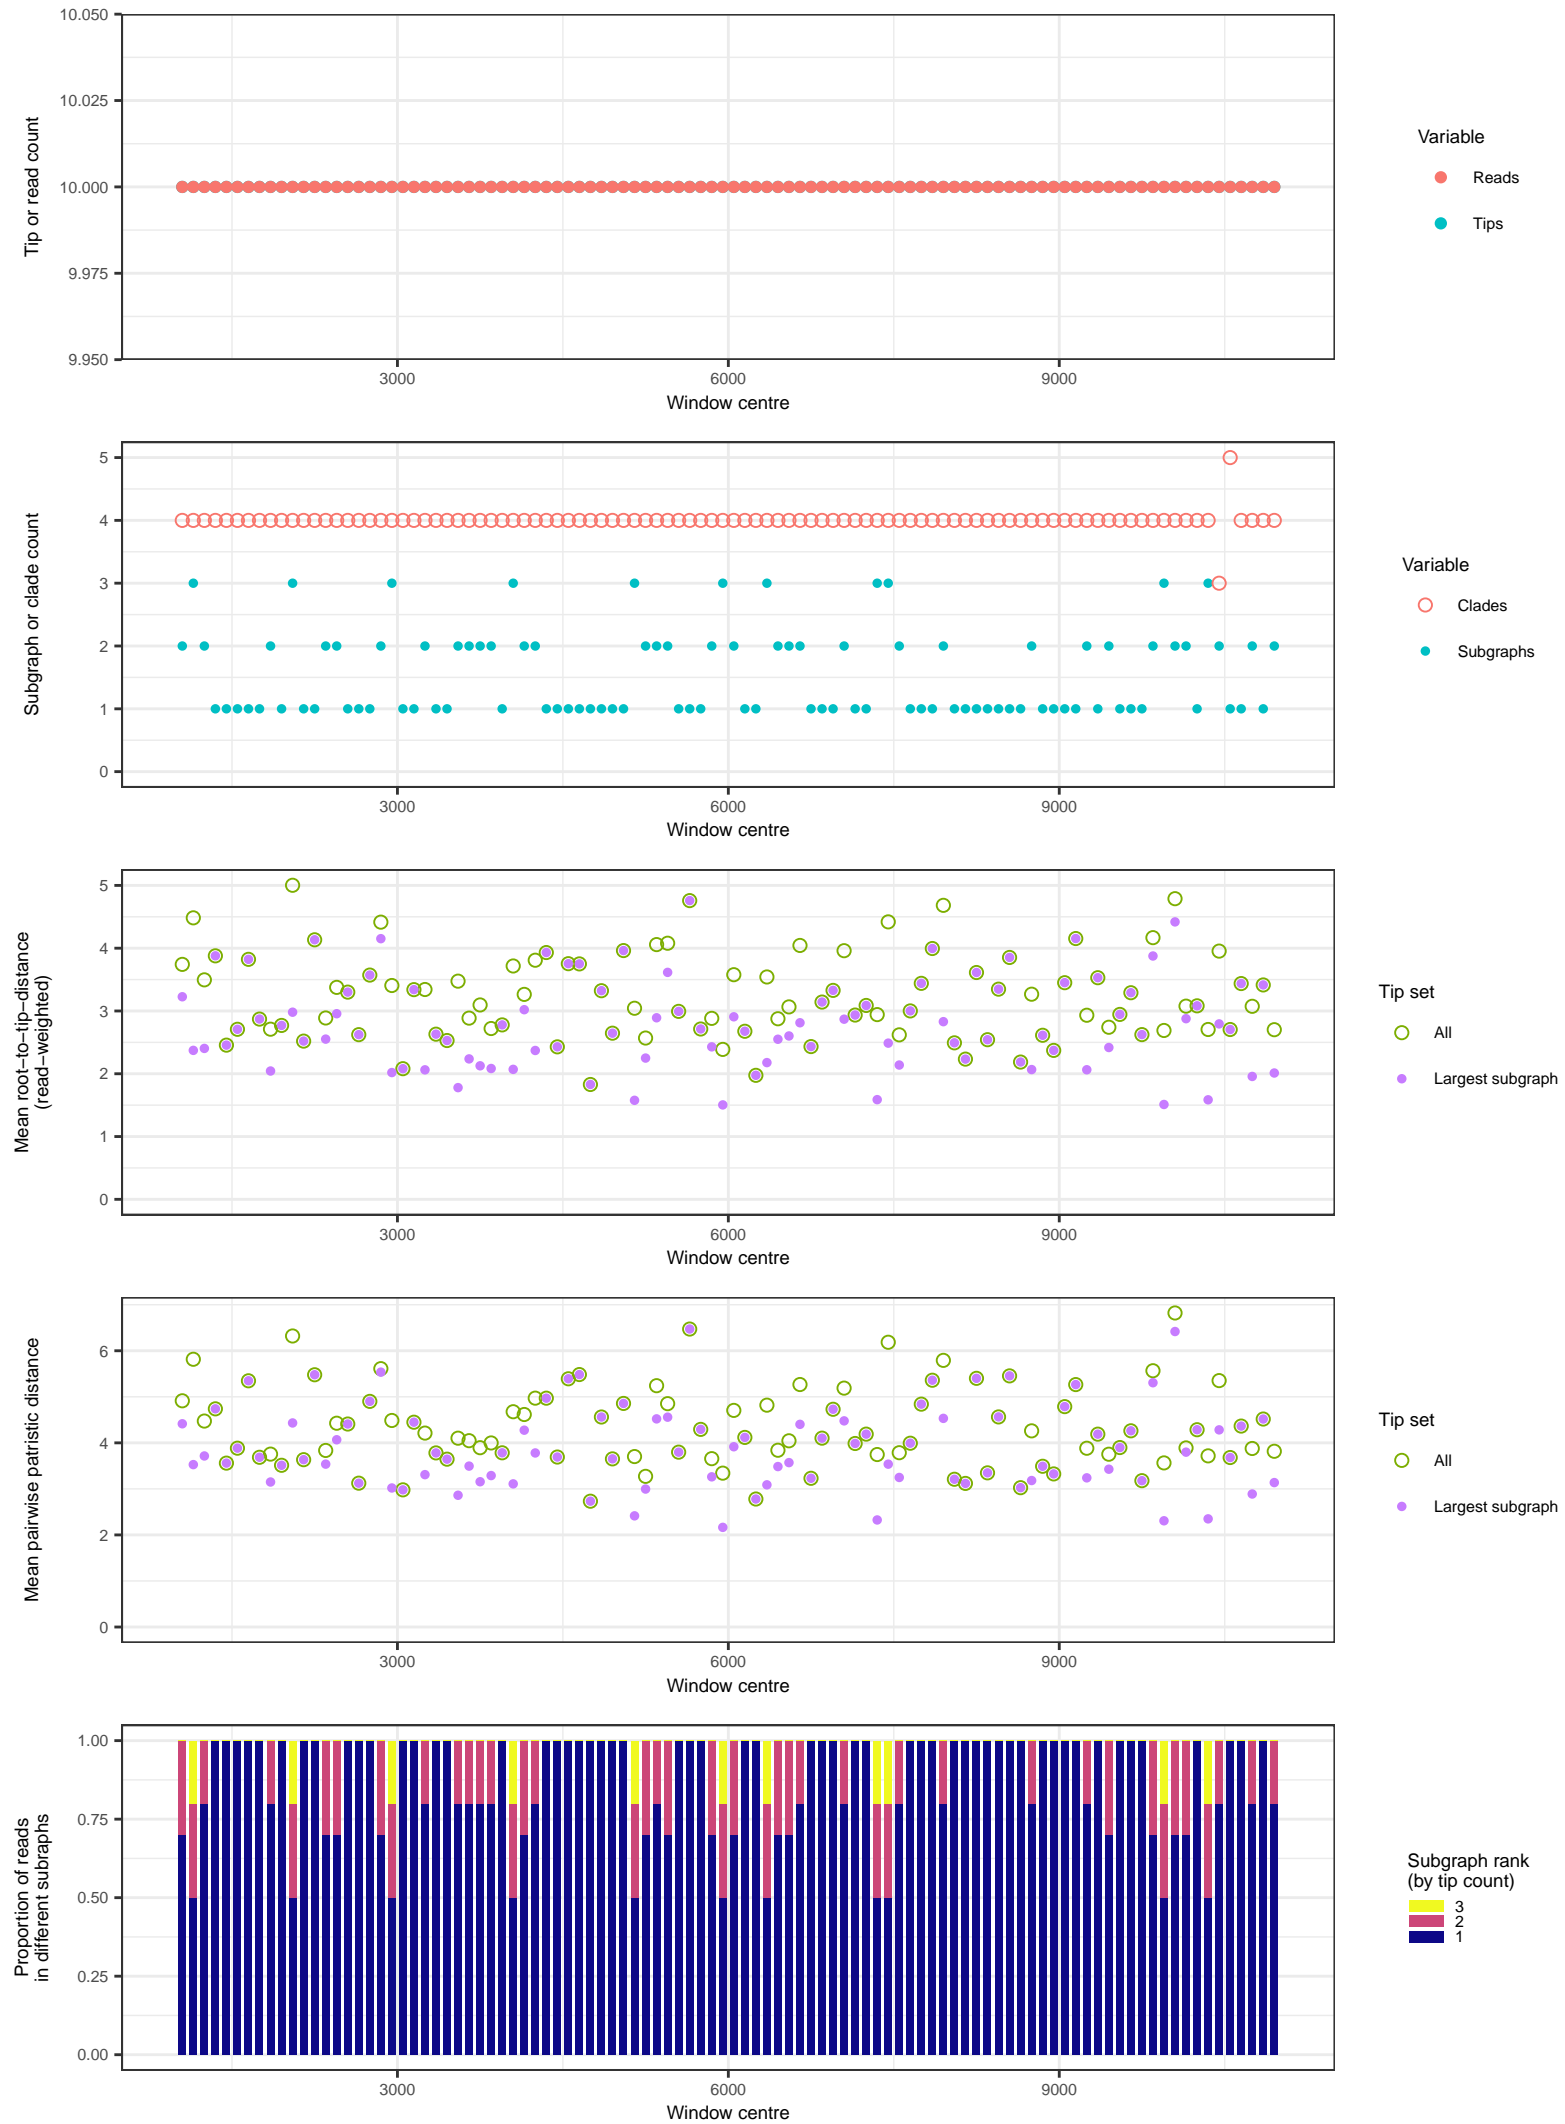 10.050
10.025
10.000
9.975
9.950
Tip or read count
3000
6000
9000
Window centre
Variable
Reads
Tips
5
4
3
2
1
0
Subgraph or clade count
3000
6000
9000
Window centre
Variable
Clades
Subgraphs
5
4
3
2
1
0
Mean root−to−tip−distance
(read−weighted)
3000
6000
9000
Window centre
Tip set
All
Largest subgraph
6
4
2
0
Mean pairwise patristic distance
3000
6000
9000
Window centre
Tip set
All
Largest subgraph
1.00
0.75
0.50
0.25
0.00
Proportion of reads
in different subraphs
3000
6000
9000
Window centre
Subgraph rank
(by tip count)
3
2
1